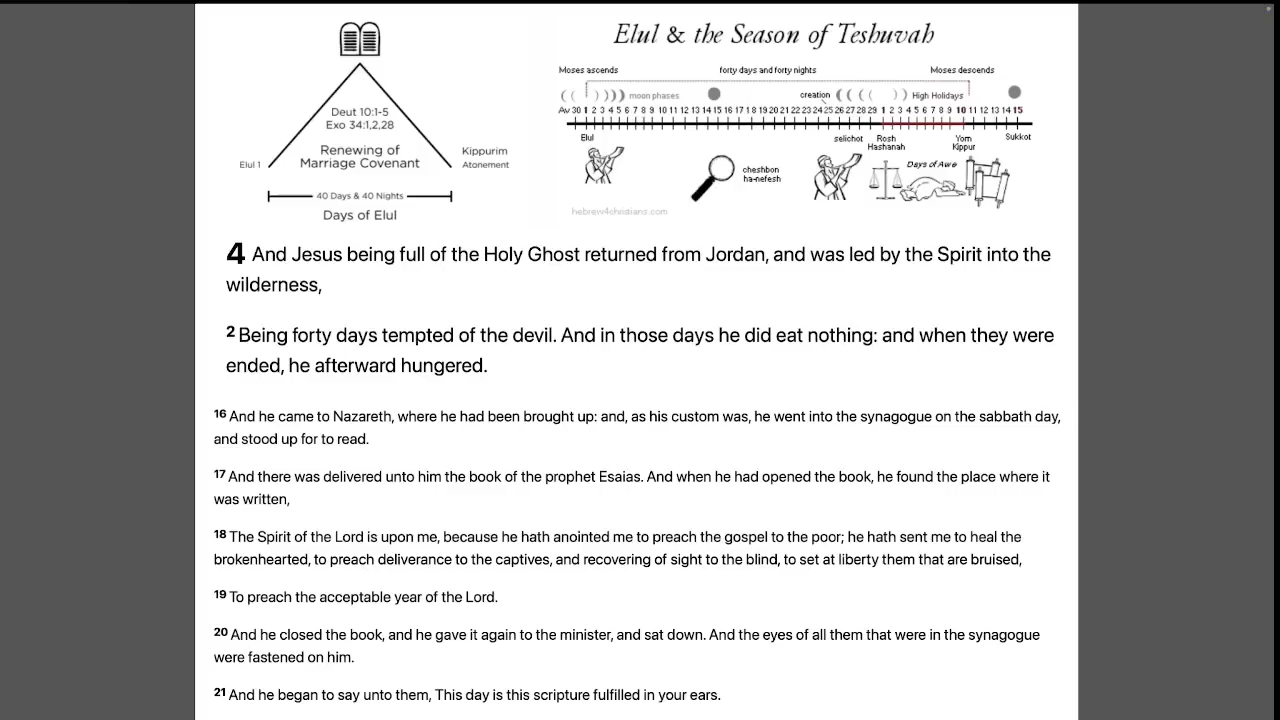 Deut 10:1-5
Exo 34:1,2,28
Renewing of
Marriage Covenant
Elul 1
Kippurim
Atonement
40 Days & 40 Nights
Days of Elul
Elul & the Season of Teshuvah
Moses ascends forty days and forty nights Moses descends
moon phases creation High Holidays
Av 30 1 2 3 4 5 6 7 8 9 10 11 12 13 14 15 16 17 18 19 20 21 22 23 24 25 26 27 28 29 1 2 3 4 5 6 7 8 9 10 11 12 13 14 15
Elul selichot Rosh Hashanah Yom Kippur Sukkot
cheshbon
ha-nefesh
Days of Awe
hebrew4christians.com
4 And Jesus being full of the Holy Ghost returned from Jordan, and was led by the Spirit into the
wilderness,
2 Being forty days tempted of the devil. And in those days he did eat nothing: and when they were
ended, he afterward hungered.
16 And he came to Nazareth, where he had been brought up: and, as his custom was, he went into the synagogue on the sabbath day,
and stood up for to read.
17 And there was delivered unto him the book of the prophet Esaias. And when he had opened the book, he found the place where it
was written,
18 The Spirit of the Lord is upon me, because he hath anointed me to preach the gospel to the poor; he hath sent me to heal the
brokenhearted, to preach deliverance to the captives, and recovering of sight to the blind, to set at liberty them that are bruised,
19 To preach the acceptable year of the Lord.
20 And he closed the book, and he gave it again to the minister, and sat down. And the eyes of all them that were in the synagogue
were fastened on him.
21 And he began to say unto them, This day is this scripture fulfilled in your ears.